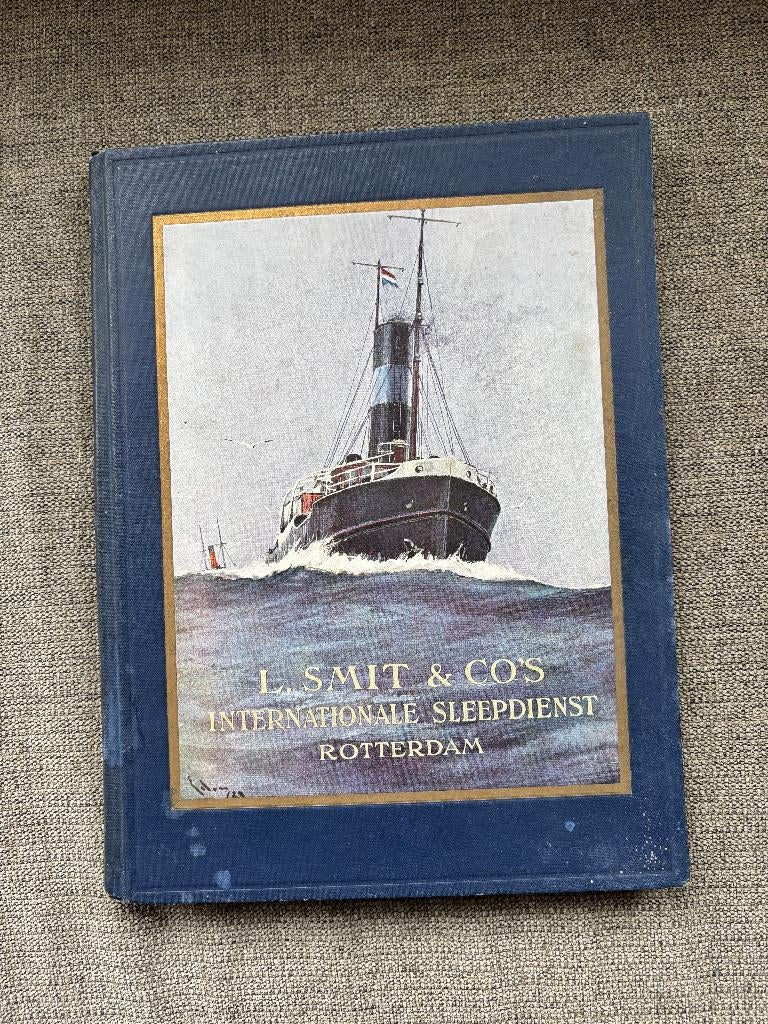 L. SMIT & CO'S
INTERNATIONALE SLEEPDIENST
ROTTERDAM